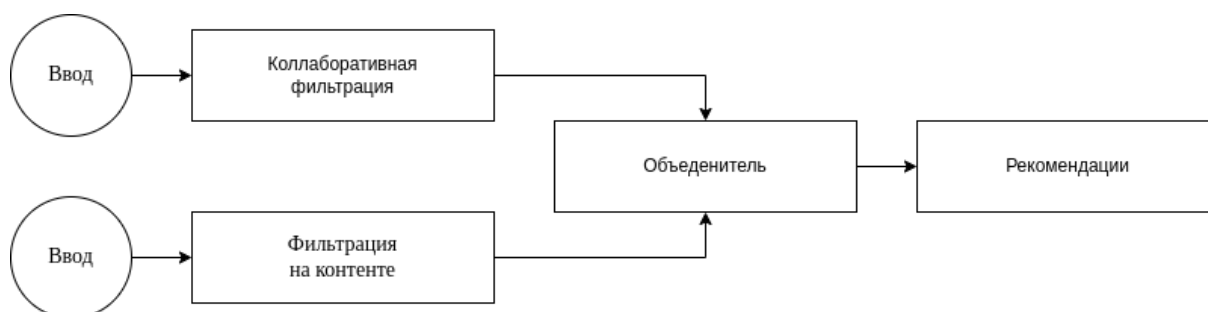 Ввод
Коллаборативная
фильтрация
Объеденитель
Рекомендации
Ввод
Фильтрация
на контенте